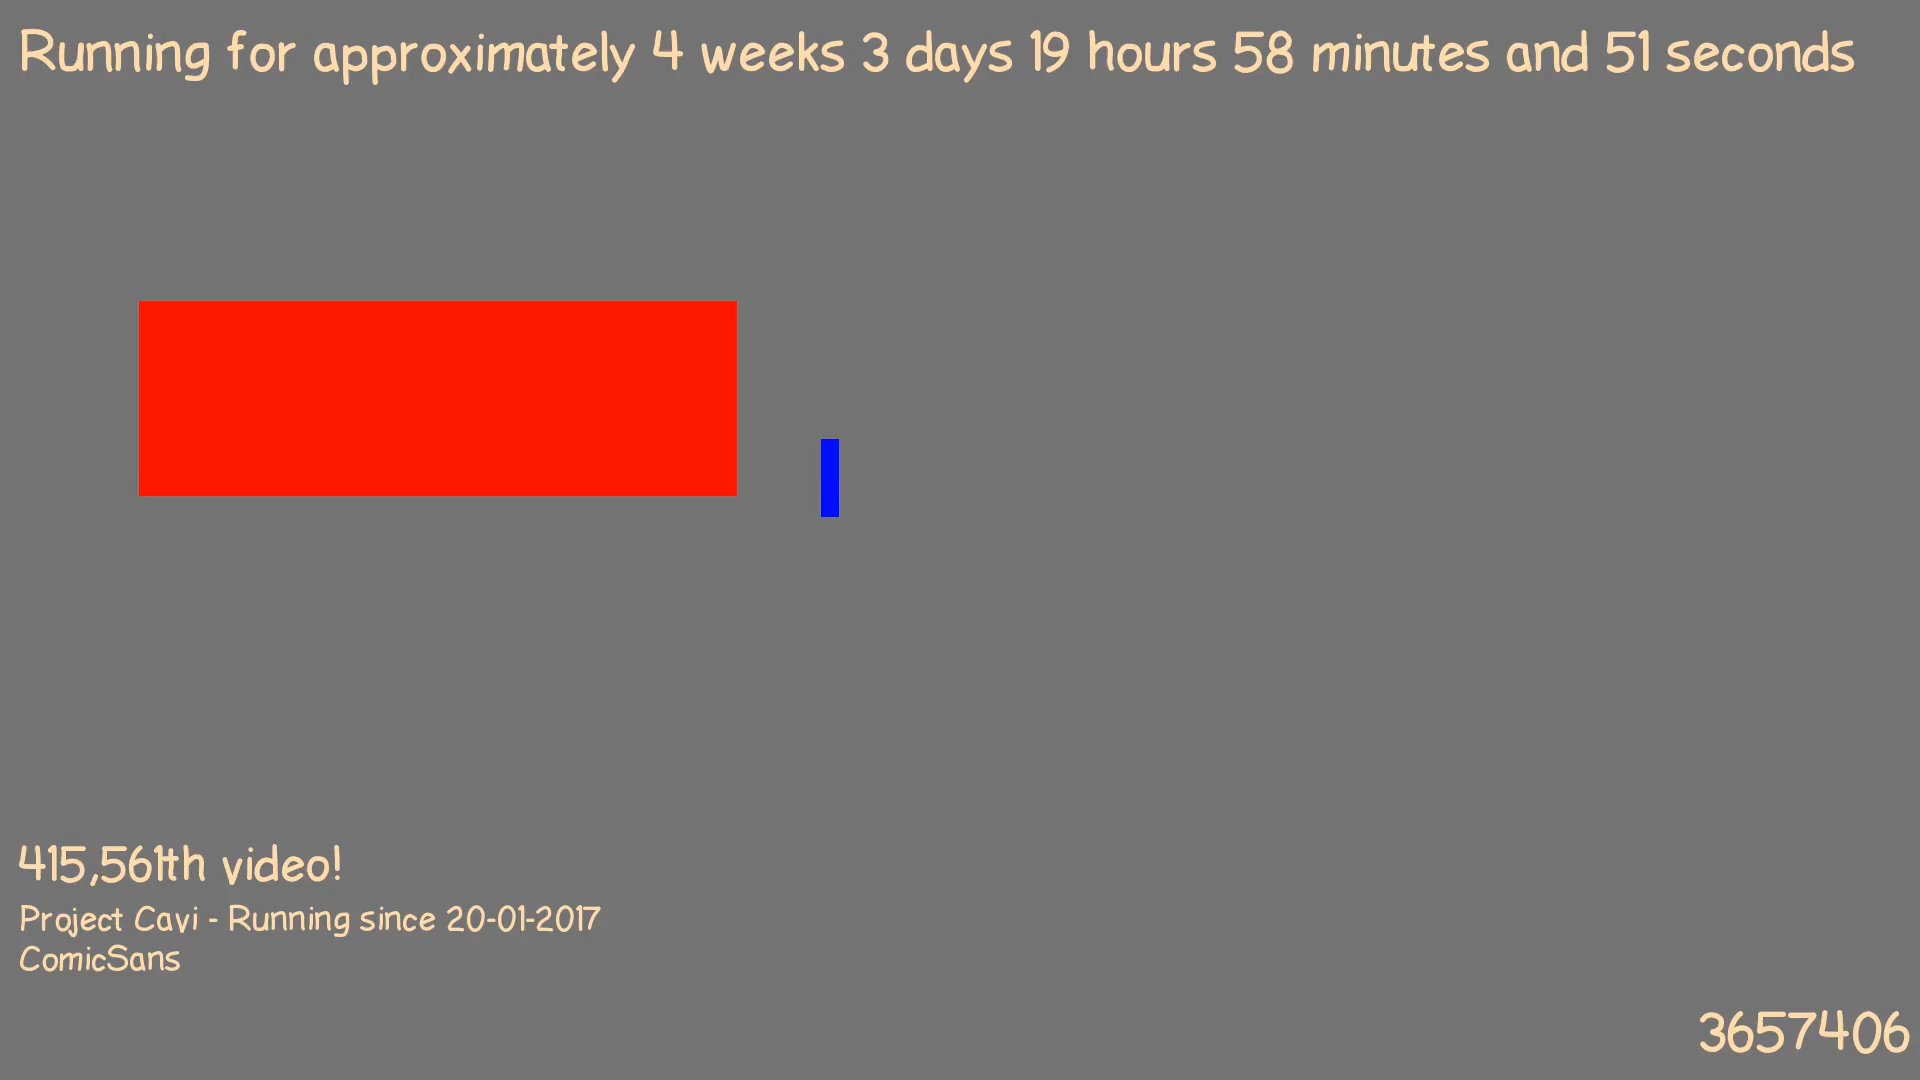 Running for approximately 4 weeks 3 days 19 hours 58 minutes and 51 seconds
415,561th video!
Project Cavi - Running since 20-01-2017
ComicSans
3657406